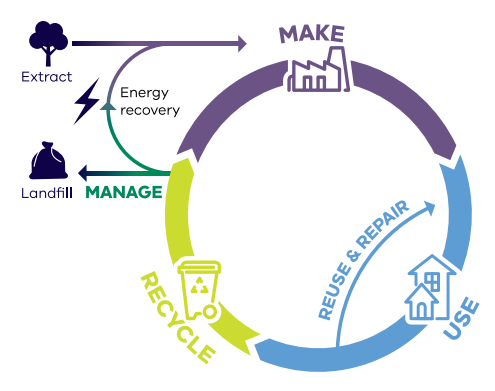 MAKE
Extract
Energy
recovery
Landfill
MANAGE
REUSE & REPAIR
RECYCLE
USE